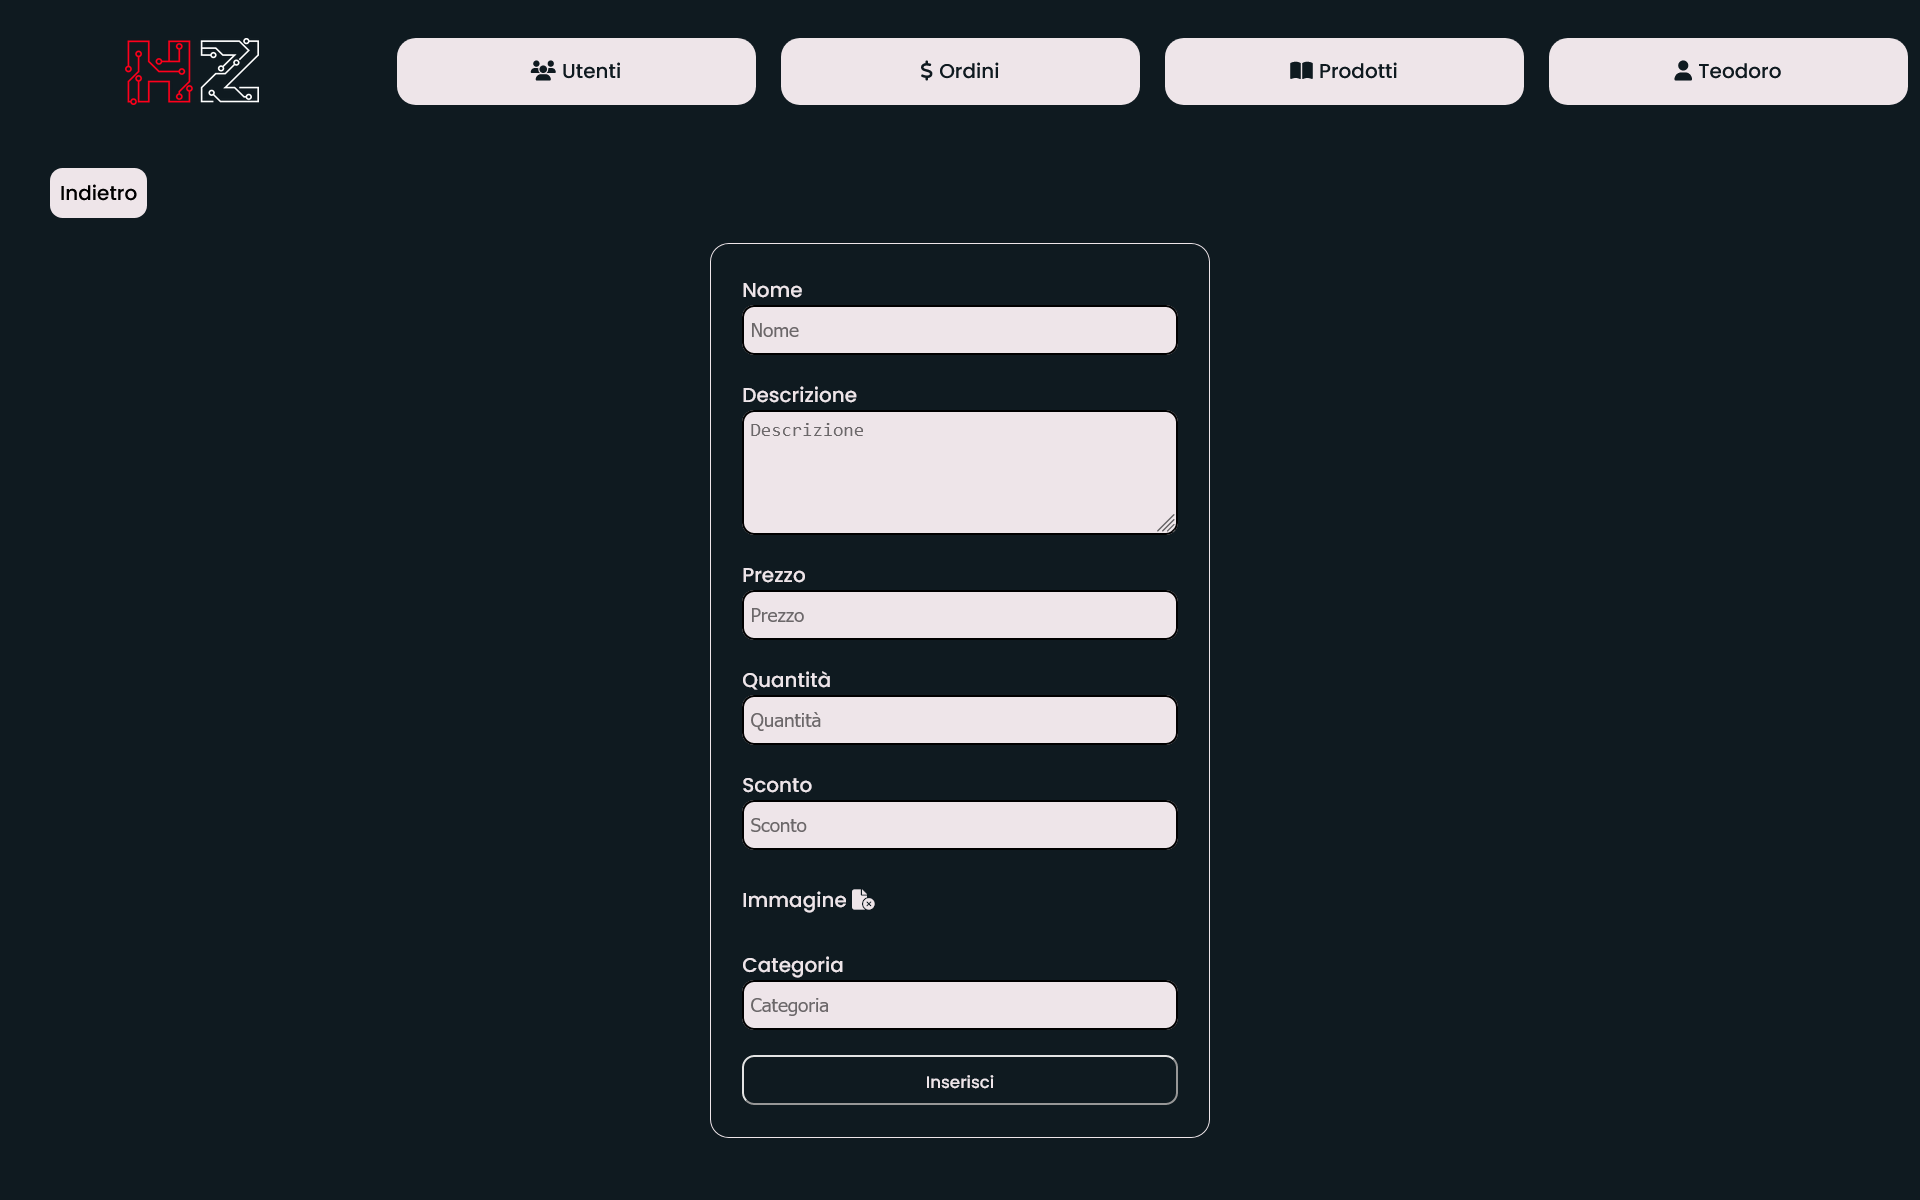 HZ
Utenti
Ordini
Prodotti
Teodoro
Indietro
Nome
Nome
Descrizione
Descrizione
Prezzo
Prezzo
Quantità
Quantità
Sconto
Sconto
Immagine
Categoria
Categoria
Inserisci